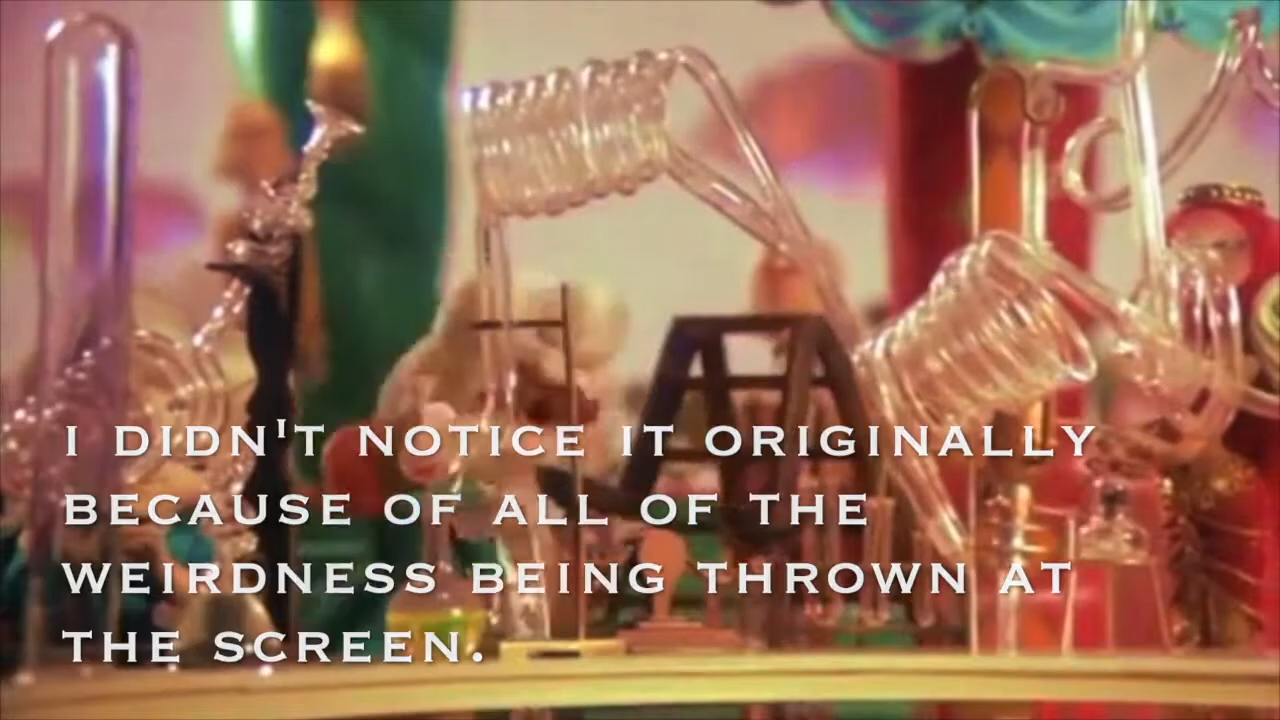 I DIDN'T NOTICE IT ORIGINALLY
BECAUSE OF ALL OF THE
WEIRDNESS BEING THROWN AT
THE SCREEN.